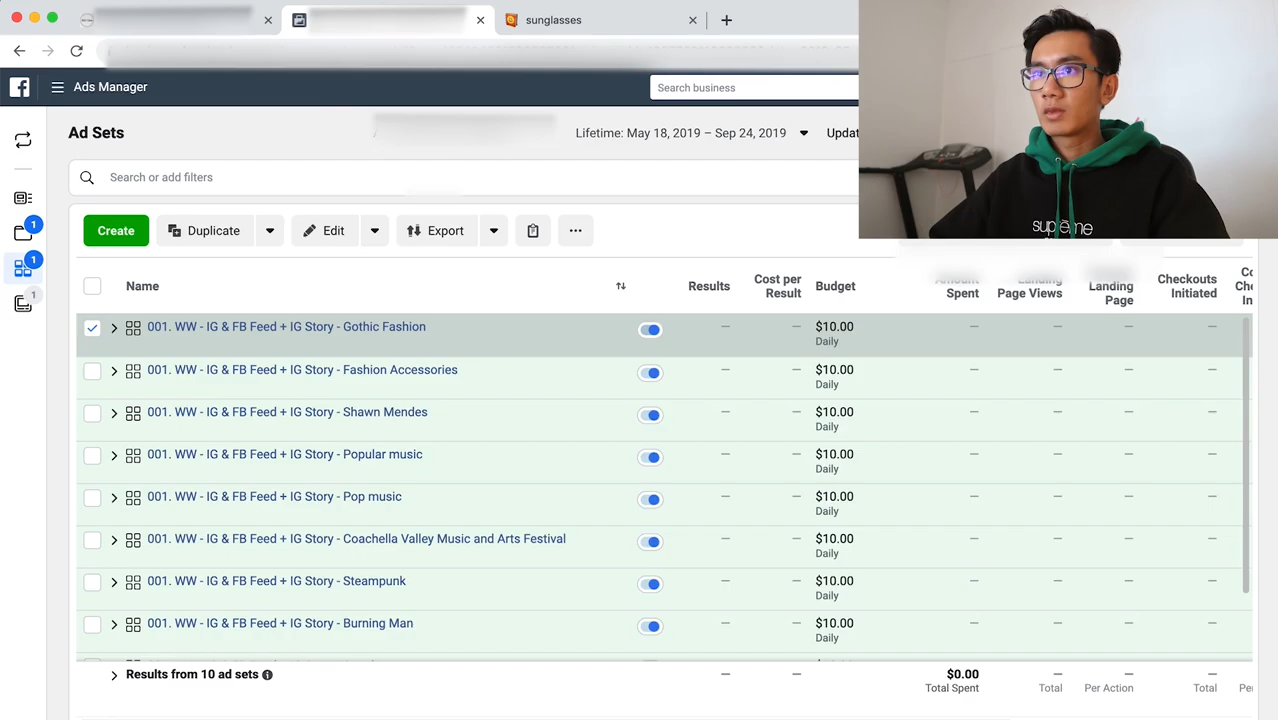 sunglasses
Ads Manager
Search business
Ad Sets
Lifetime: May 18, 2019 – Sep 24, 2019
Updat
Search or add filters
Create
Duplicate
Edit
Export
Name
Results
Cost per
Result
Budget
Amount
Spent
Landing
Page Views
Landing
Page
Checkouts
Initiated
1
1
1
001. WW - IG & FB Feed + IG Story - Gothic Fashion
$10.00
Daily
001. WW - IG & FB Feed + IG Story - Fashion Accessories
$10.00
Daily
001. WW - IG & FB Feed + IG Story - Shawn Mendes
$10.00
Daily
001. WW - IG & FB Feed + IG Story - Popular music
$10.00
Daily
001. WW - IG & FB Feed + IG Story - Pop music
$10.00
Daily
001. WW - IG & FB Feed + IG Story - Coachella Valley Music and Arts Festival
$10.00
Daily
001. WW - IG & FB Feed + IG Story - Steampunk
$10.00
Daily
001. WW - IG & FB Feed + IG Story - Burning Man
$10.00
Daily
Results from 10 ad sets
$0.00
Total Spent
Total
Per Action
Total
Pe